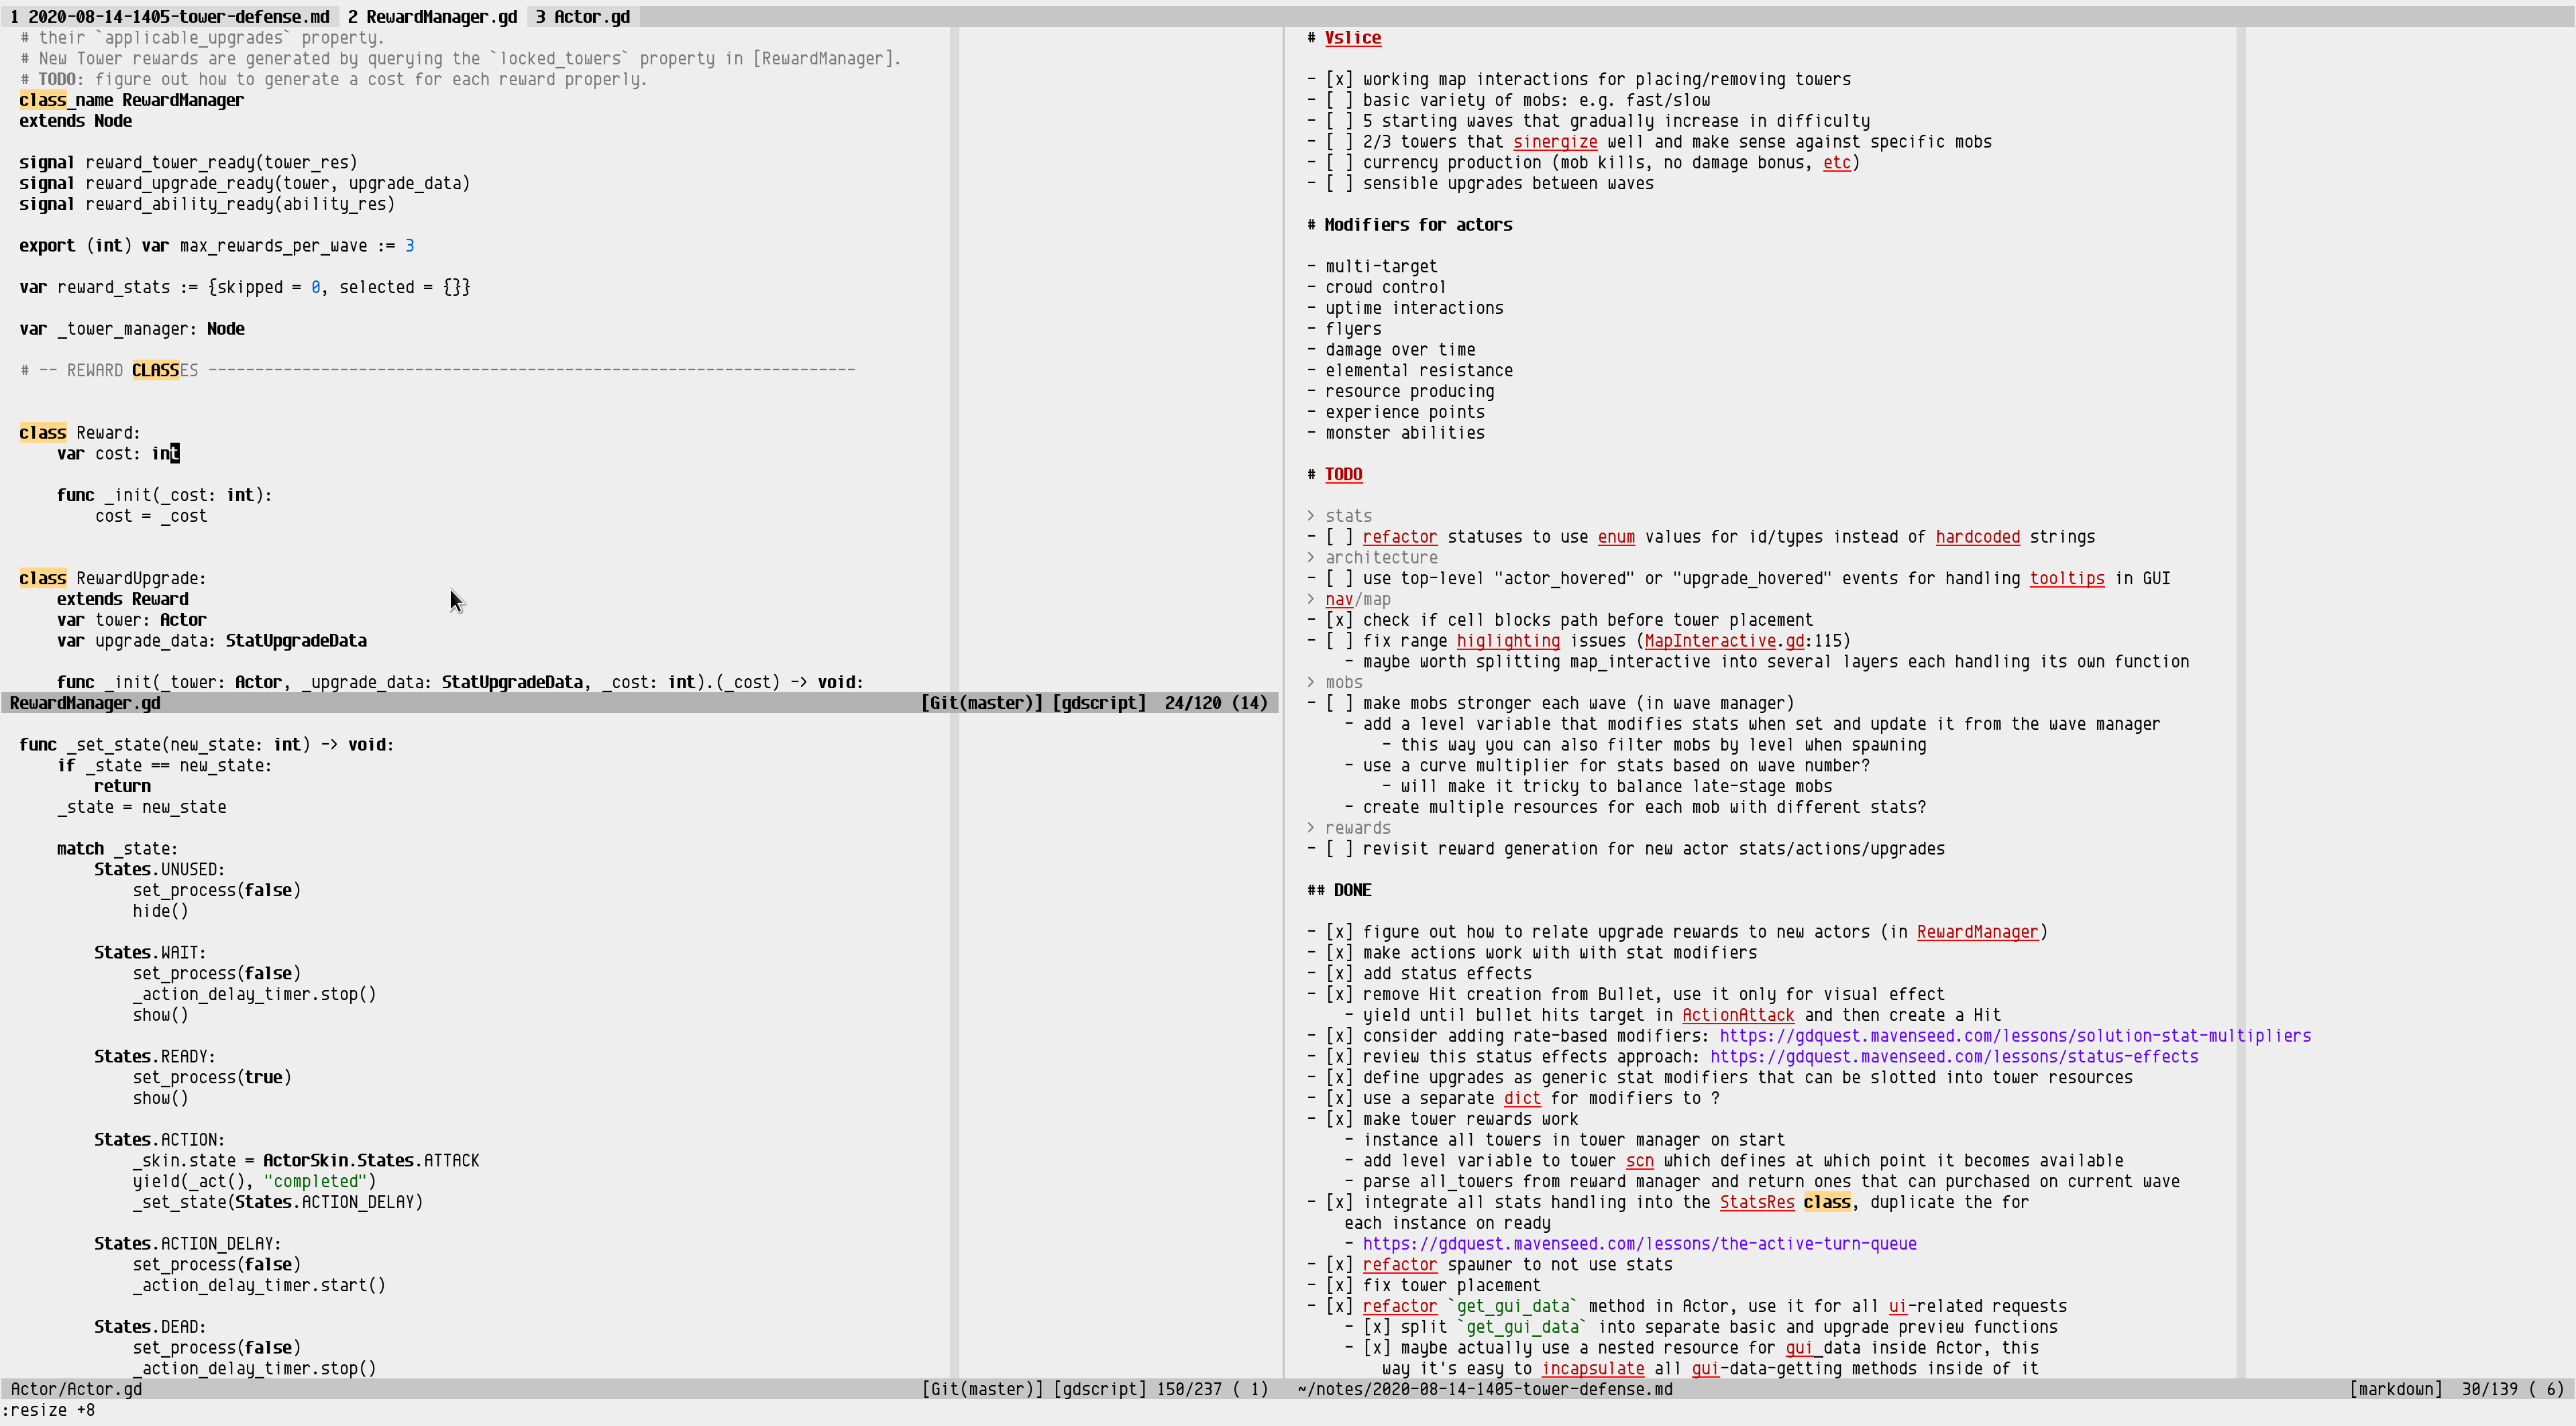 1 2020-08-14-1405-tower-defense.md  2 RewardManager.gd  3 Actor.gd
# their `applicable_upgrades` property.
# New Tower rewards are generated by querying the `locked_towers` property in [RewardManager].
# TODO: figure out how to generate a cost for each reward properly.
class_name RewardManager
extends Node

signal reward_tower_ready(tower_res)
signal reward_upgrade_ready(tower, upgrade_data)
signal reward_ability_ready(ability_res)

export (int) var max_rewards_per_wave := 3

var reward_stats := {skipped = 0, selected = {}}

var _tower_manager: Node

# -- REWARD CLASSES ---------------------------------------------------------------------

class Reward:
    var cost: int

    func _init(_cost: int):
        cost = _cost

class RewardUpgrade:
    extends Reward
    var tower: Actor
    var upgrade_data: StatUpgradeData

    func _init(_tower: Actor, _upgrade_data: StatUpgradeData, _cost: int).(_cost) -> void:
RewardManager.gd [Git(master)] [gdscript] 24/120 (14)

func _set_state(new_state: int) -> void:
    if _state == new_state:
        return
    _state = new_state

    match _state:
        States.UNUSED:
            set_process(false)
            hide()

        States.WAIT:
            set_process(false)
            _action_delay_timer.stop()
            show()

        States.READY:
            set_process(true)
            show()

        States.ACTION:
            _skin.state = ActorSkin.States.ATTACK
            yield(_act(), "completed")
            _set_state(States.ACTION_DELAY)

        States.ACTION_DELAY:
            set_process(false)
            _action_delay_timer.start()

        States.DEAD:
            set_process(false)
            _action_delay_timer.stop()
Actor/Actor.gd [Git(master)] [gdscript] 150/237 ( 1)
# Vslice

- [x] working map interactions for placing/removing towers
- [ ] basic variety of mobs: e.g. fast/slow
- [ ] 5 starting waves that gradually increase in difficulty
- [ ] 2/3 towers that sinergize well and make sense against specific mobs
- [ ] currency production (mob kills, no damage bonus, etc)
- [ ] sensible upgrades between waves

# Modifiers for actors

- multi-target
- crowd control
- uptime interactions
- flyers
- damage over time
- elemental resistance
- resource producing
- experience points
- monster abilities

# TODO

> stats
- [ ] refactor statuses to use enum values for id/types instead of hardcoded strings
> architecture
- [ ] use top-level "actor_hovered" or "upgrade_hovered" events for handling tooltips in GUI
> nav/map
- [x] check if cell blocks path before tower placement
- [ ] fix range higlighting issues (MapInteractive.gd:115)
    - maybe worth splitting map_interactive into several layers each handling its own function
> mobs
- [ ] make mobs stronger each wave (in wave manager)
    - add a level variable that modifies stats when set and update it from the wave manager
        - this way you can also filter mobs by level when spawning
    - use a curve multiplier for stats based on wave number?
        - will make it tricky to balance late-stage mobs
    - create multiple resources for each mob with different stats?
> rewards
- [ ] revisit reward generation for new actor stats/actions/upgrades

## DONE

- [x] figure out how to relate upgrade rewards to new actors (in RewardManager)
- [x] make actions work with with stat modifiers
- [x] add status effects
- [x] remove Hit creation from Bullet, use it only for visual effect
    - yield until bullet hits target in ActionAttack and then create a Hit
- [x] consider adding rate-based modifiers: https://gdquest.mavenseed.com/lessons/solution-stat-multipliers
- [x] review this status effects approach: https://gdquest.mavenseed.com/lessons/status-effects
- [x] define upgrades as generic stat modifiers that can be slotted into tower resources
- [x] use a separate dict for modifiers to ?
- [x] make tower rewards work
    - instance all towers in tower manager on start
    - add level variable to tower scn which defines at which point it becomes available
    - parse all_towers from reward manager and return ones that can purchased on current wave
- [x] integrate all stats handling into the StatsRes class, duplicate the for
    each instance on ready
    - https://gdquest.mavenseed.com/lessons/the-active-turn-queue
- [x] refactor spawner to not use stats
- [x] fix tower placement
- [x] refactor `get_gui_data` method in Actor, use it for all ui-related requests
    - [x] split `get_gui_data` into separate basic and upgrade preview functions
    - [x] maybe actually use a nested resource for gui_data inside Actor, this
        way it's easy to incapsulate all gui-data-getting methods inside of it
~/notes/2020-08-14-1405-tower-defense.md [markdown] 30/139 ( 6)
:resize +8